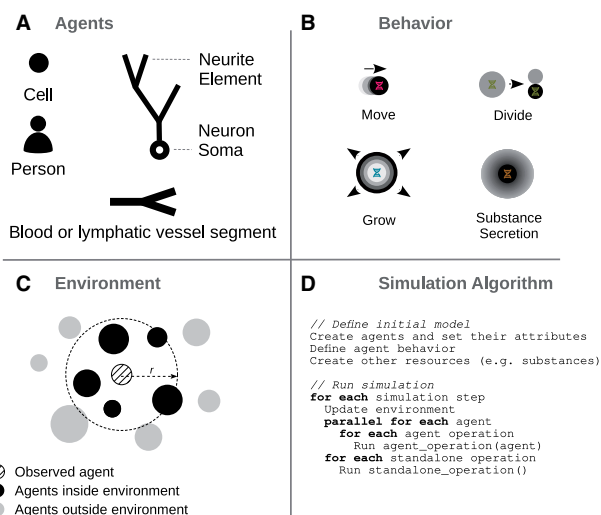 A Agents
Cell
Person
Neurite
Element
Neuron
Soma
Blood or lymphatic vessel segment
B Behavior
Move
Divide
Grow
Substance
Secretion
C Environment
r
Observed agent
Agents inside environment
Agents outside environment
D Simulation Algorithm
// Define initial model
Create agents and set their attributes
Define agent behavior
Create other resources (e.g. substances)
// Run simulation
for each simulation step
Update environment
parallel for each agent
for each agent operation
Run agent_operation(agent)
for each standalone operation
Run standalone_operation()